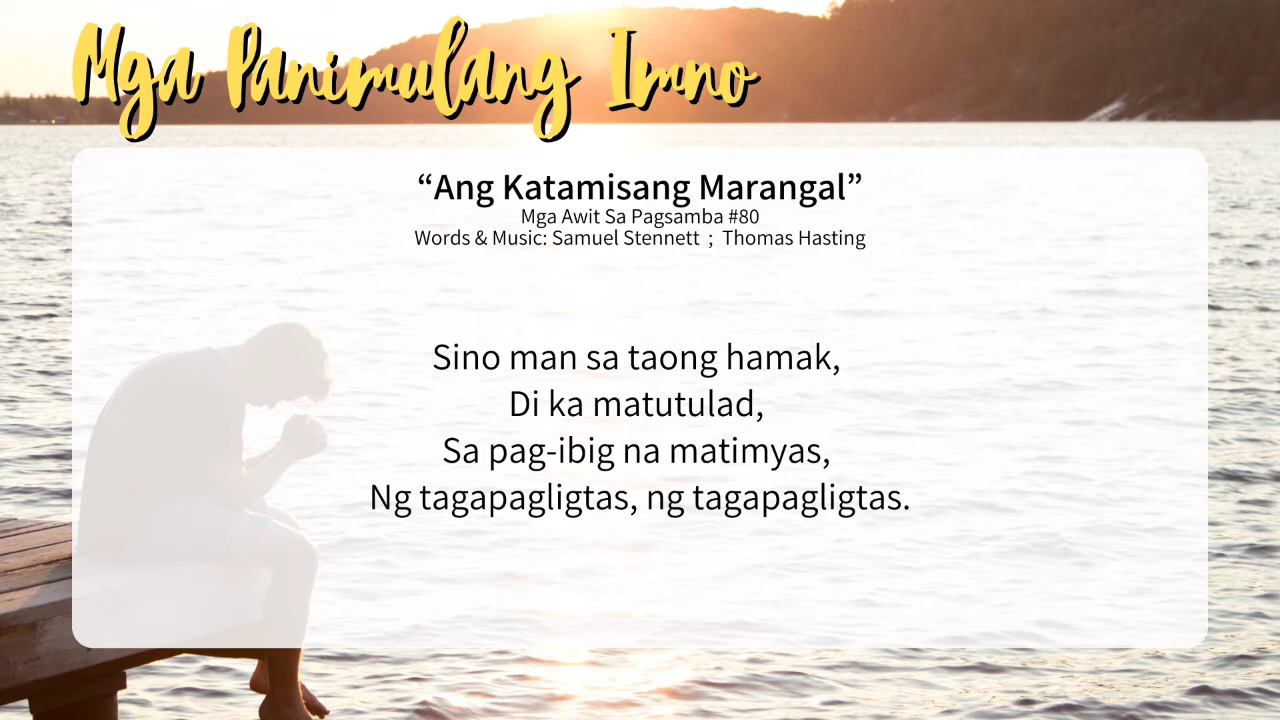 Mga Panimulang Imno
“Ang Katamisang Marangal”
Mga Awit Sa Pagsamba #80
Words & Music: Samuel Stennett ; Thomas Hasting
Sino man sa taong hamak,
Di ka matutulad,
Sa pag-ibig na matimyas,
Ng tagapagligtas, ng tagapagligtas.